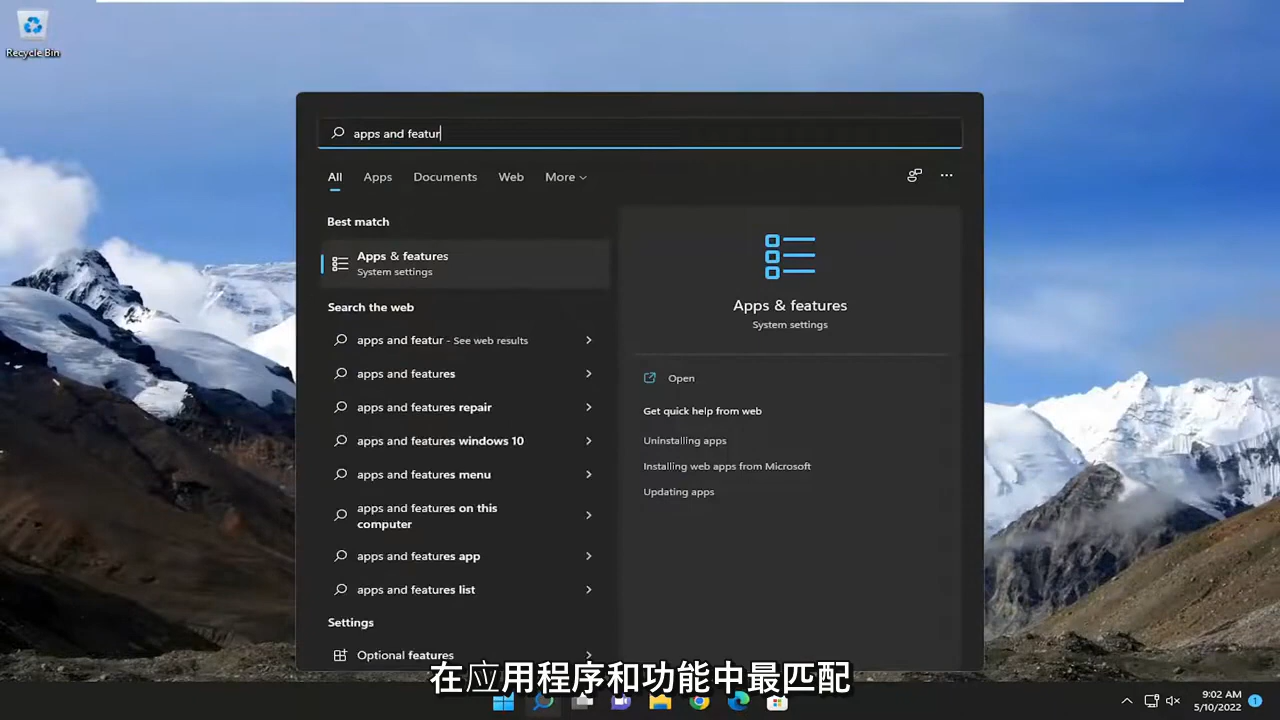 Recycle Bin
apps and featur
All Apps Documents Web More
Best match
Apps & features
System settings
Search the web
apps and featur - See web results
apps and features
apps and features repair
apps and features windows 10
apps and features menu
apps and features on this
computer
apps and features app
apps and features list
Settings
Optional features
Apps & features
System settings
Open
Get quick help from web
Uninstalling apps
Installing web apps from Microsoft
Updating apps
在应用程序和功能中最匹配
9:02 AM
5/10/2022
1